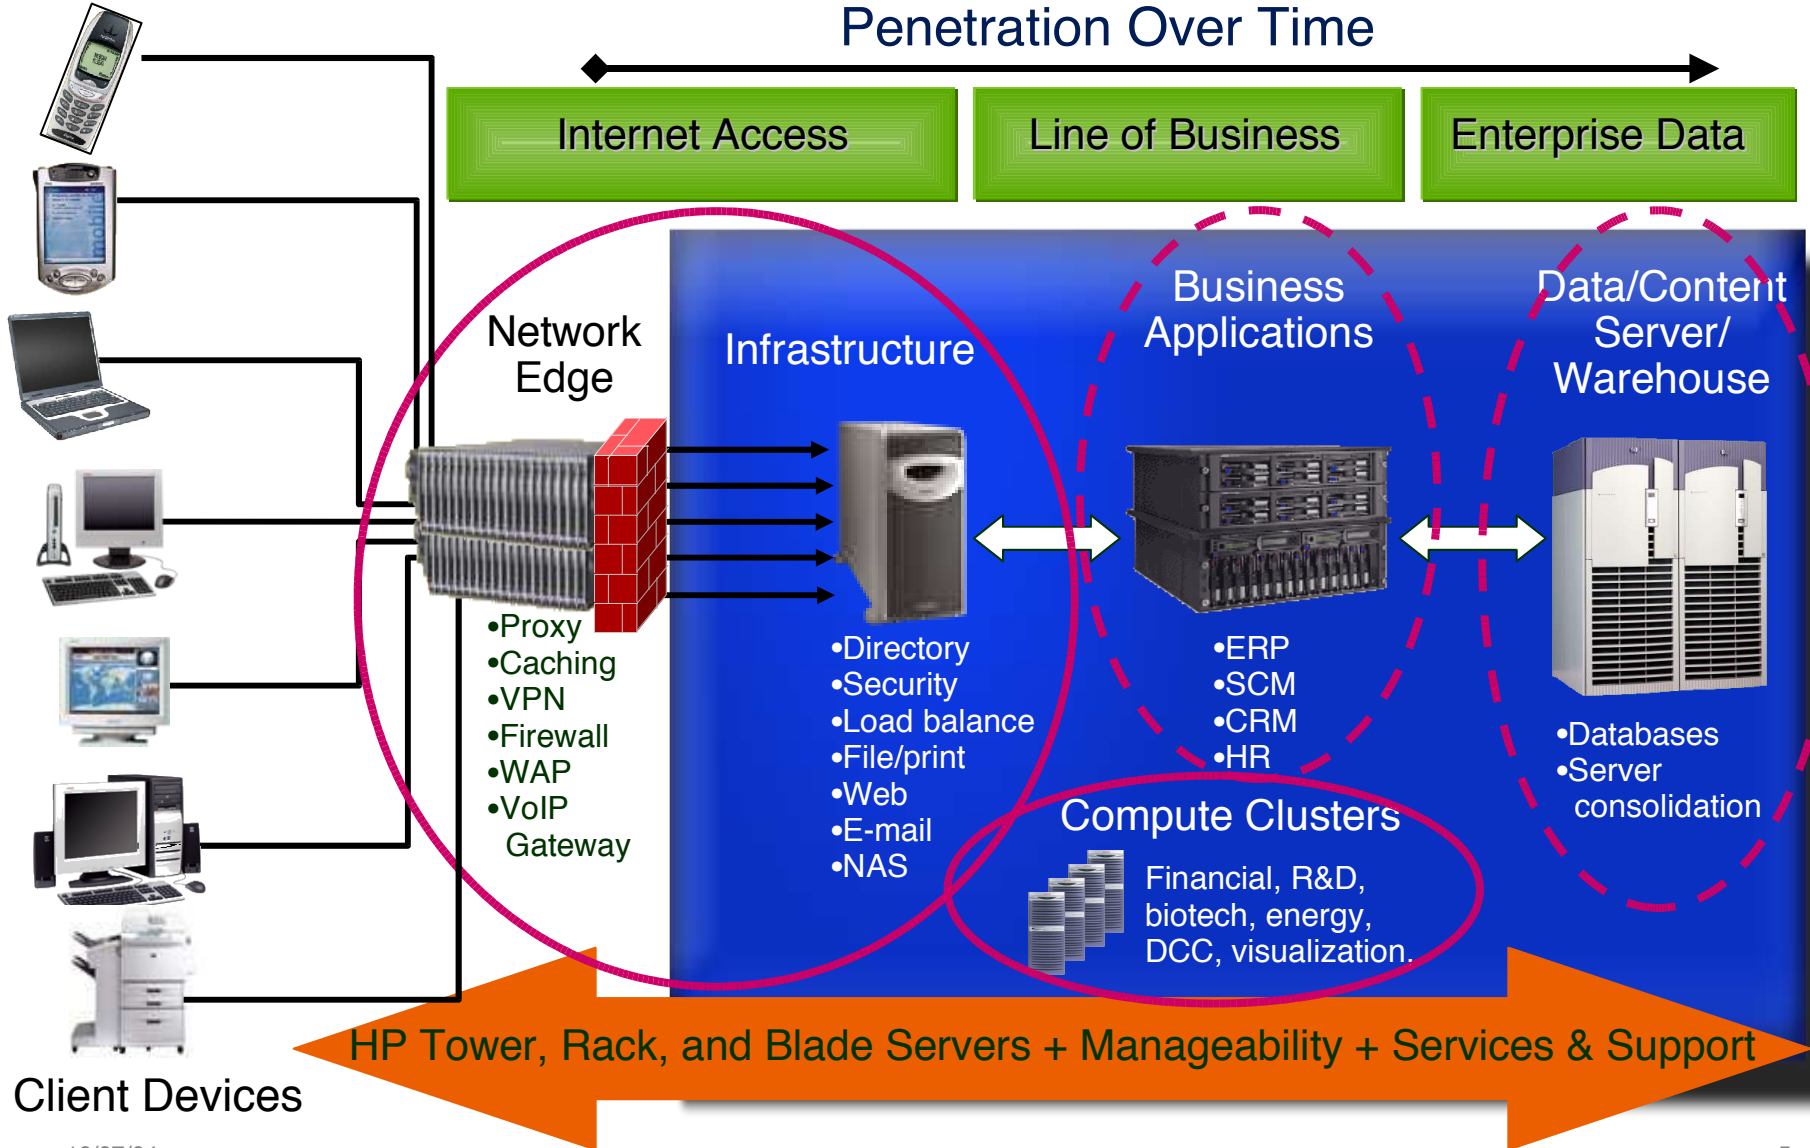 Penetration Over Time
Internet Access
Line of Business
Enterprise Data
Network
Edge
Infrastructure
Business
Applications
Data/Content
Server/
Warehouse
•Proxy
•Caching
•VPN
•Firewall
•WAP
•VoIP
Gateway
•Directory
•Security
•Load balance
•File/print
•Web
•E-mail
•NAS
•ERP
•SCM
•CRM
•HR
•Databases
•Server
consolidation
Compute Clusters
Financial, R&D,
biotech, energy,
DCC, visualization.
HP Tower, Rack, and Blade Servers + Manageability + Services & Support
Client Devices